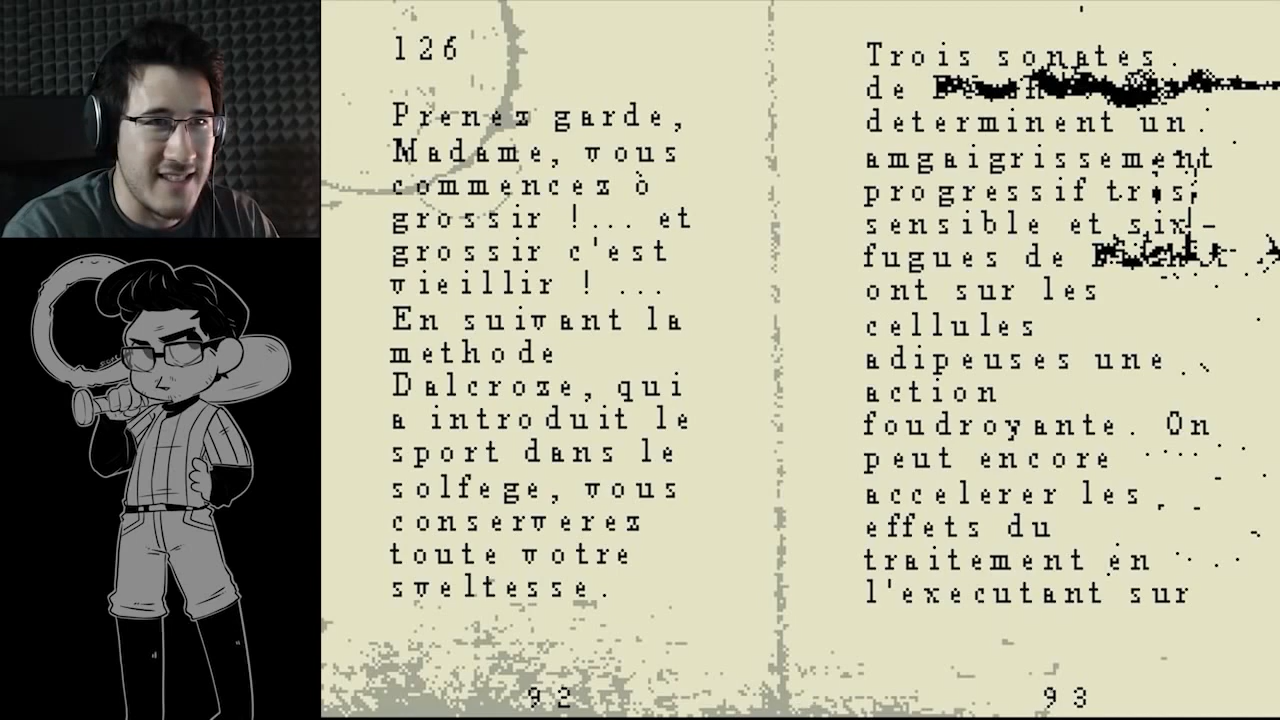 126
Prenez garde,
Madame, vous
commencez ò
grossir !... et
grossir c'est
vieillir ! ...
En suivant la
methode
Dalcroze, qui
a introduit le
sport dans le
solfege, vous
conserverez
toute votre
sveltesse.
92
Trois sonates.
de
determinent un.
amgaigrissement
progressif tres,
sensible et six-
fugues de
ont sur les
cellules
adipeuses une
action
foudroyante. On
peut encore
accelerer les
effets du
traitement en
l'executant sur
93